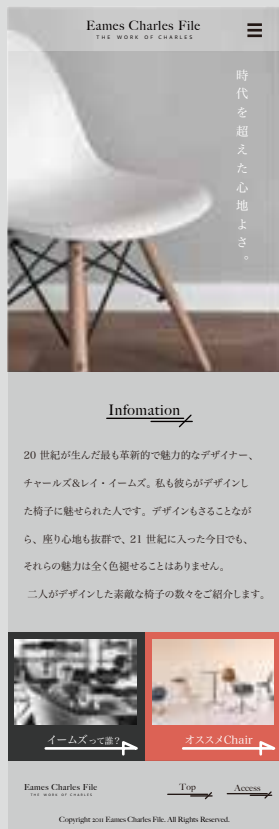 Eames Charles File
THE WORK OF CHARLES
時代を超えた心地よさ。
Infomation
20 世紀が生んだ最も革新的で魅力的なデザイナー、
チャールズ&レイ・イームズ。私も彼らがデザインし
た椅子に魅せられた人です。デザインもさることなが
ら、座り心地も抜群で、21 世紀に入った今日でも、
それらの魅力は全く色褪せることはありません。
二人がデザインした素敵な椅子の数々をご紹介します。
イームズって誰?
オススメChair
Eames Charles File
THE WORK OF CHARLES
Top
Access
Copyright 2011 Eames Charles File. All Rights Reserved.